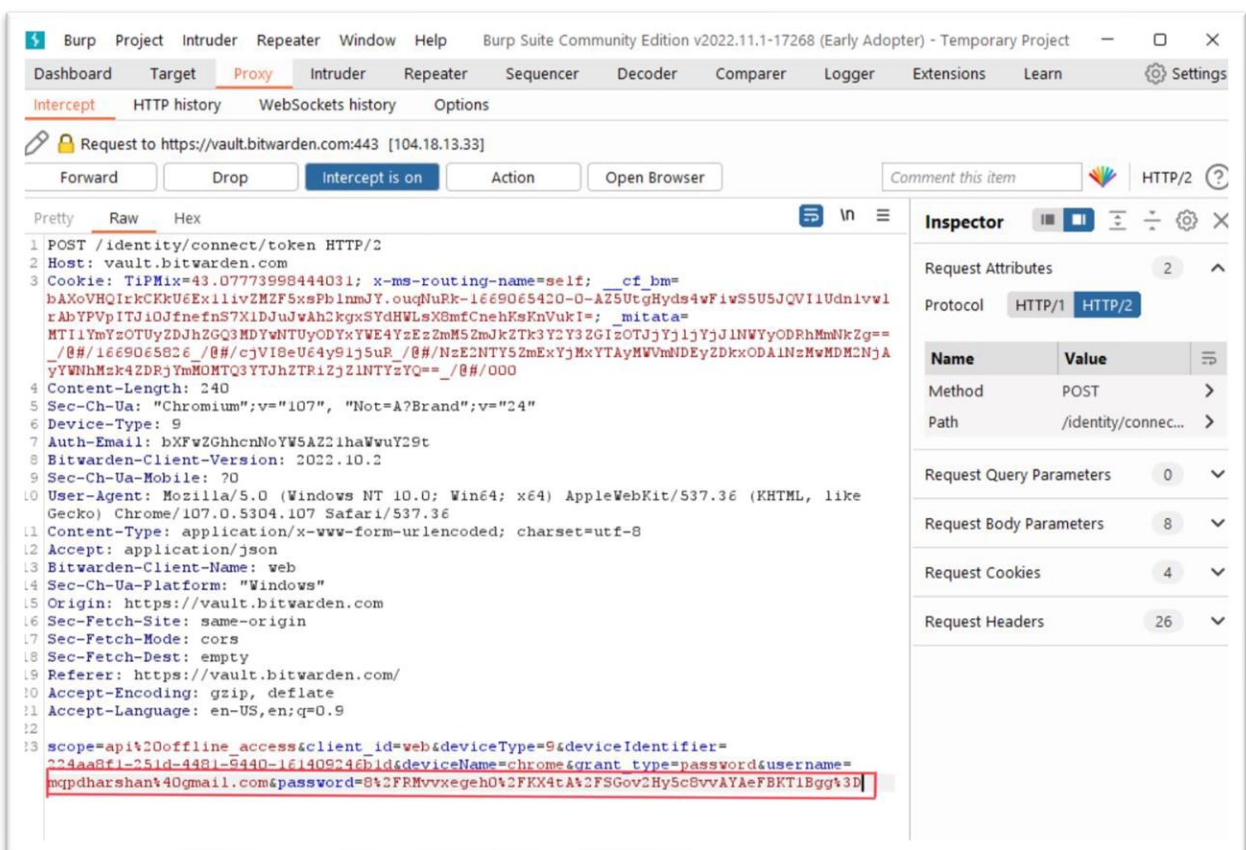 Burp Project Intruder Repeater Window Help Burp Suite Community Edition v2022.11.1-17268 (Early Adopter) - Temporary Project
Dashboard Target Proxy Intruder Repeater Sequencer Decoder Comparer Logger Extensions Learn Settings
Intercept HTTP history WebSockets history Options
Request to https://vault.bitwarden.com:443 [104.18.13.33]
Forward Drop Intercept is on Action Open Browser Comment this item HTTP/2
Pretty Raw Hex \n
Inspector
1 POST /identity/connect/token HTTP/2
2 Host: vault.bitwarden.com
3 Cookie: TiPMix=43.07773998444031; x-ms-routing-name=self; __cf_bm=
4 Content-Length: 240
5 Sec-Ch-Ua: "Chromium";v="107", "Not=A?Brand";v="24"
6 Device-Type: 9
7 Auth-Email: bXFwZGhhcnNoYW5AZ21haWwuY29t
8 Bitwarden-Client-Version: 2022.10.2
9 Sec-Ch-Ua-Mobile: ?0
10 User-Agent: Mozilla/5.0 (Windows NT 10.0; Win64; x64) AppleWebKit/537.36 (KHTML, like
Gecko) Chrome/107.0.5304.107 Safari/537.36
11 Content-Type: application/x-www-form-urlencoded; charset=utf-8
12 Accept: application/json
13 Bitwarden-Client-Name: web
14 Sec-Ch-Ua-Platform: "Windows"
15 Origin: https://vault.bitwarden.com
16 Sec-Fetch-Site: same-origin
17 Sec-Fetch-Mode: cors
18 Sec-Fetch-Dest: empty
19 Referer: https://vault.bitwarden.com/
20 Accept-Encoding: gzip, deflate
21 Accept-Language: en-US,en;q=0.9
22
23 scope=api%20offline_access&client_id=web&deviceType=9&deviceIdentifier=
224aa8f1-251d-4481-9440-161409246b1d&deviceName=chrome&grant_type=password&username=
mqpdharshan%40gmail.com&password=8%2FRMvvxegeh0%2FKX4tA%2FSGov2Hy5c8vvAYAeFBKT1Bgg%3D
Request Attributes 2
Protocol HTTP/1 HTTP/2
Name Value
Method POST
Path /identity/connec...
Request Query Parameters 0
Request Body Parameters 8
Request Cookies 4
Request Headers 26